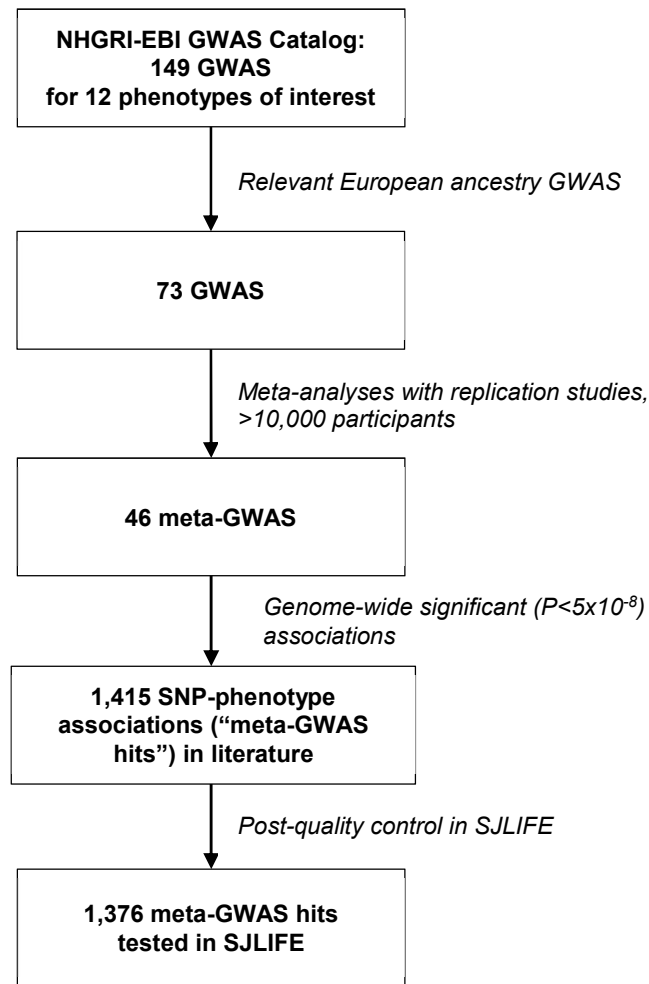 NHGRI-EBI GWAS Catalog:
149 GWAS
for 12 phenotypes of interest
Relevant European ancestry GWAS
73 GWAS
Meta-analyses with replication studies,
>10,000 participants
46 meta-GWAS
Genome-wide significant (P<5x10⁻⁸)
associations
1,415 SNP-phenotype
associations (“meta-GWAS
hits”) in literature
Post-quality control in SJLIFE
1,376 meta-GWAS hits
tested in SJLIFE